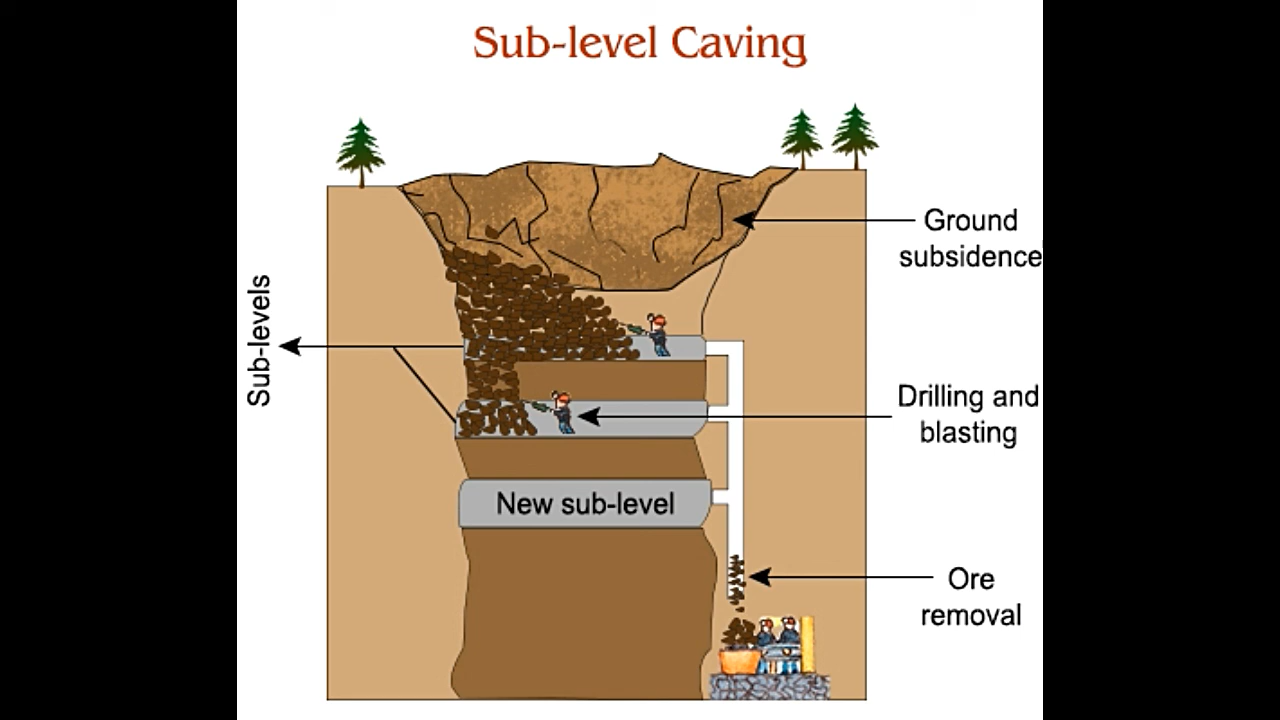 Sub-level Caving
Ground
subsidence
Sub-levels
Drilling and
blasting
New sub-level
Ore
removal